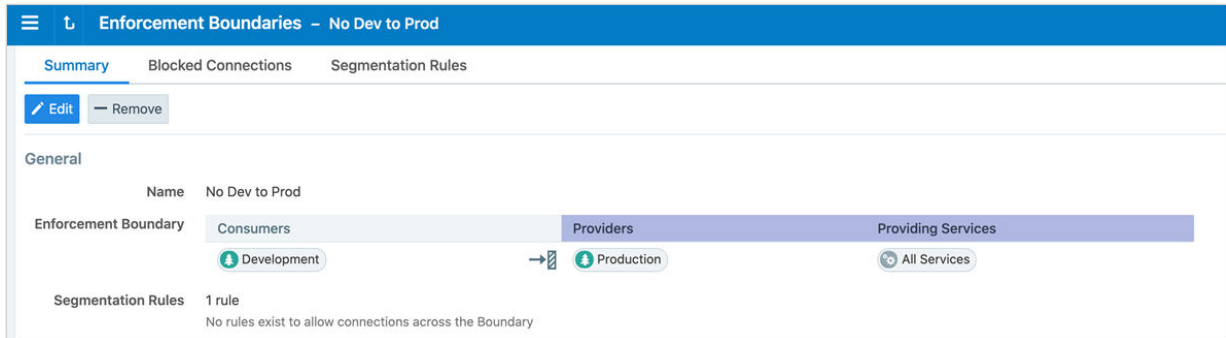 Enforcement Boundaries – No Dev to Prod
Summary Blocked Connections Segmentation Rules
Edit Remove
General
Name No Dev to Prod
Enforcement Boundary Consumers Providers Providing Services
Development Production All Services
Segmentation Rules 1 rule
No rules exist to allow connections across the Boundary